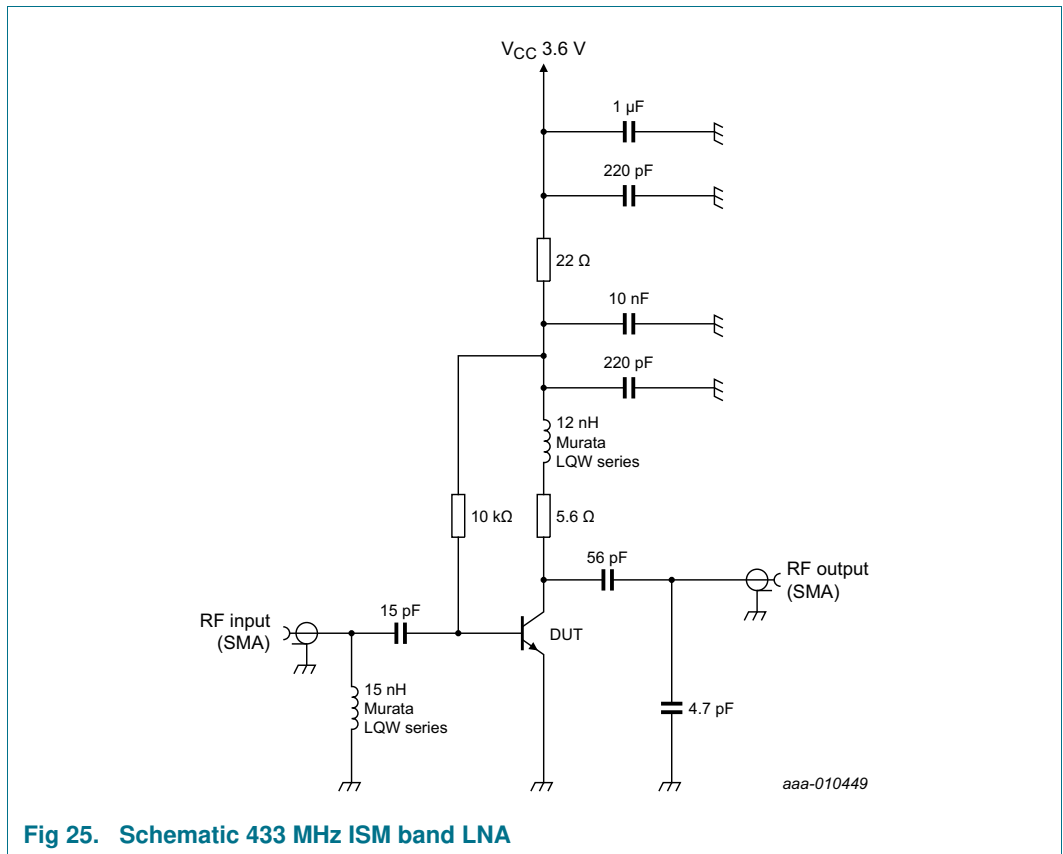 VCC 3.6 V
1 µF
220 pF
22 Ω
10 nF
220 pF
12 nH
Murata
LQW series
10 kΩ
5.6 Ω
56 pF
RF output
(SMA)
15 pF
RF input
(SMA)
DUT
15 nH
Murata
LQW series
4.7 pF
aaa-010449
Fig 25. Schematic 433 MHz ISM band LNA